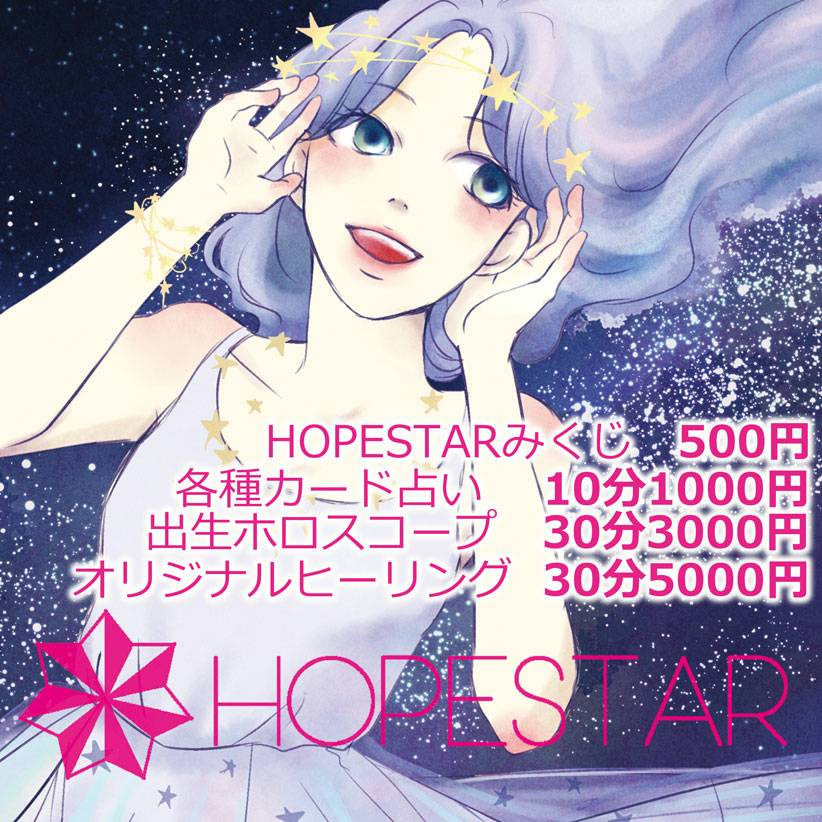 HOPESTARみくじ 500円
各種カード占い 10分1000円
出生ホロスコープ 30分3000円
オリジナルヒーリング 30分5000円
HOPESTAR